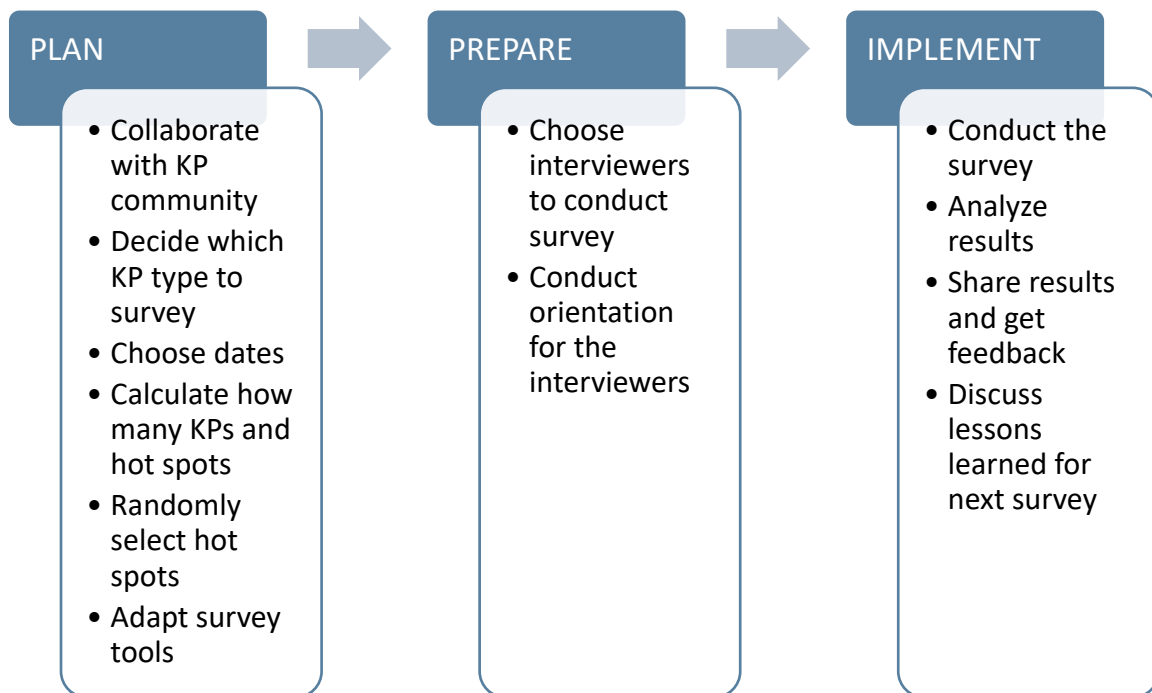 PLAN
• Collaborate
with KP
community
• Decide which
KP type to
survey
• Choose dates
• Calculate how
many KPs and
hot spots
• Randomly
select hot
spots
• Adapt survey
tools
PREPARE
• Choose
interviewers
to conduct
survey
• Conduct
orientation
for the
interviewers
IMPLEMENT
• Conduct the
survey
• Analyze
results
• Share results
and get
feedback
• Discuss
lessons
learned for
next survey